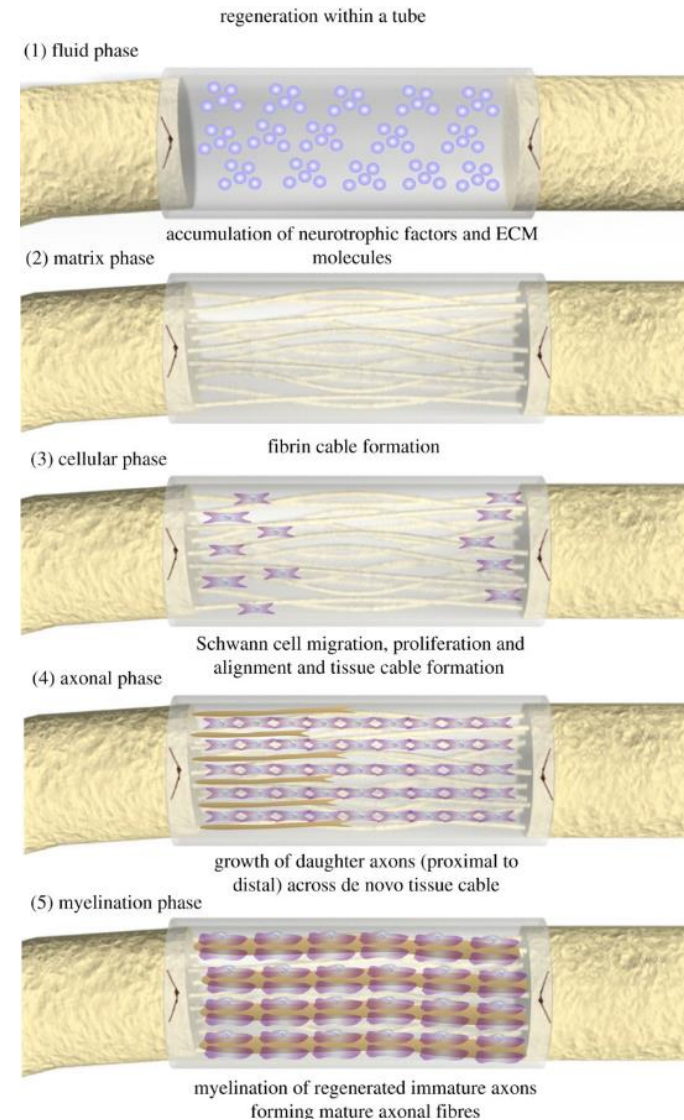 regeneration within a tube
(1) fluid phase
accumulation of neurotrophic factors and ECM
molecules
(2) matrix phase
fibrin cable formation
(3) cellular phase
Schwann cell migration, proliferation and
alignment and tissue cable formation
(4) axonal phase
growth of daughter axons (proximal to
distal) across de novo tissue cable
(5) myelination phase
myelination of regenerated immature axons
forming mature axonal fibres